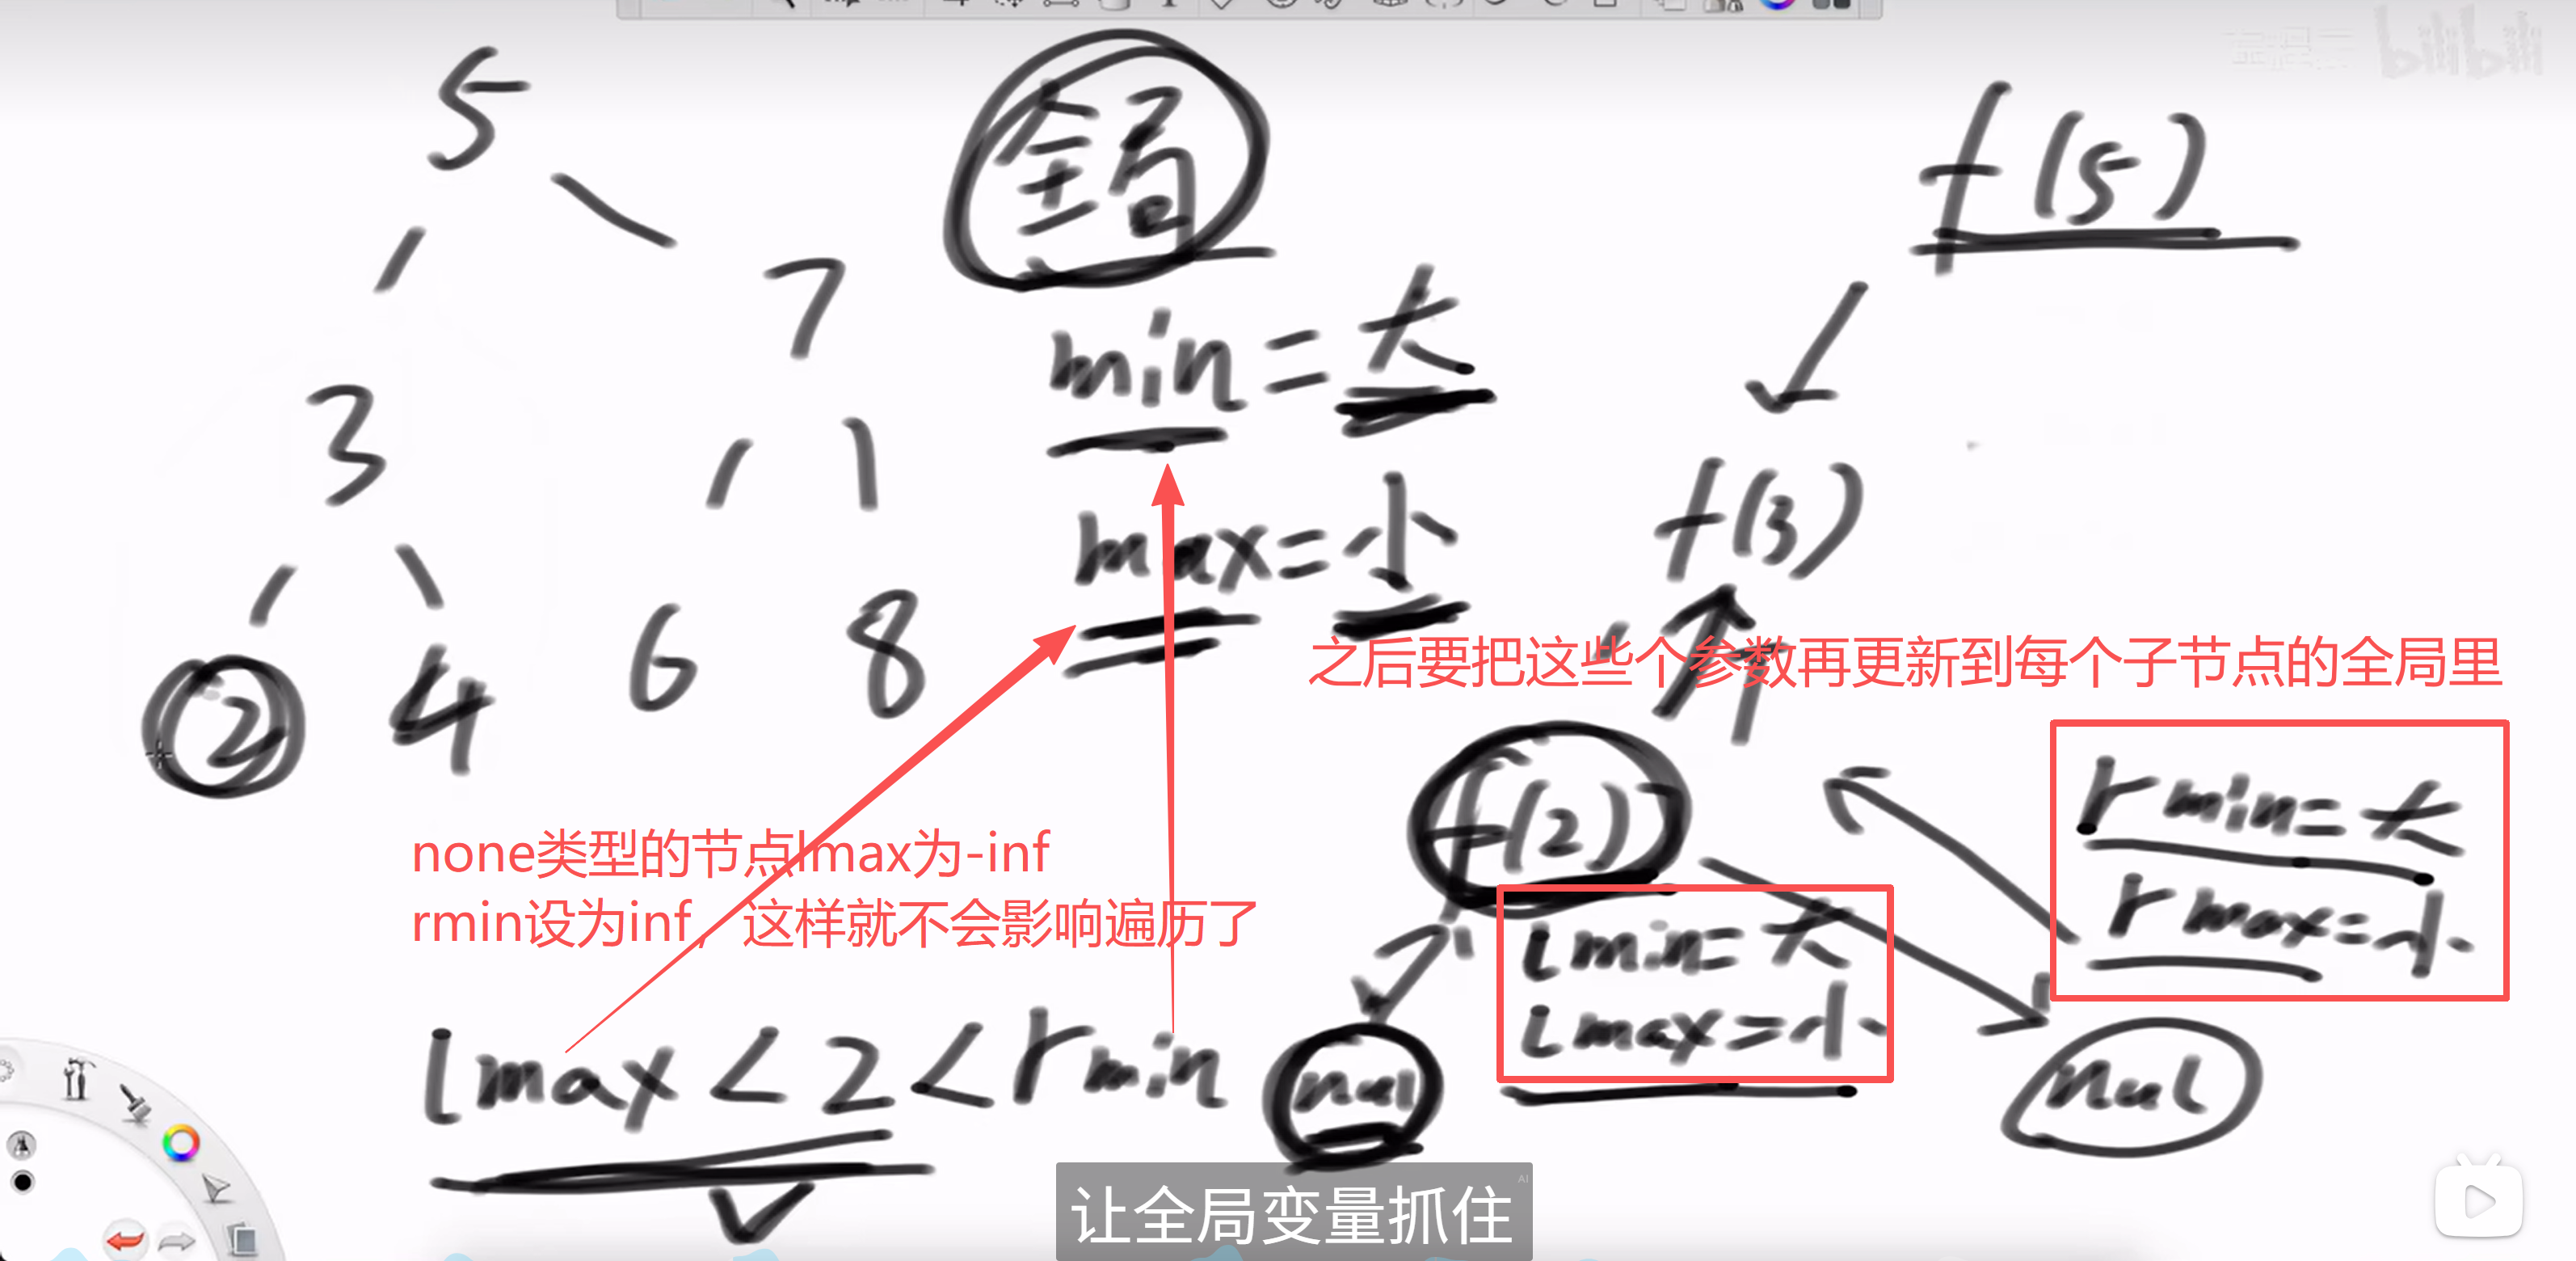 bilibili
5
全局
f(5)
7
min=大
3
max=小
f(3)
2
4
6
8
之后要把这些个参数再更新到每个子节点的全局里
f(2)
rmin=大
rmax=小
none类型的节点lmax为-inf
rmin设为inf，这样就不会影响遍历了
lmin=大
lmax=小
lmax<2<rmin
nul
nul
让全局变量抓住
AI